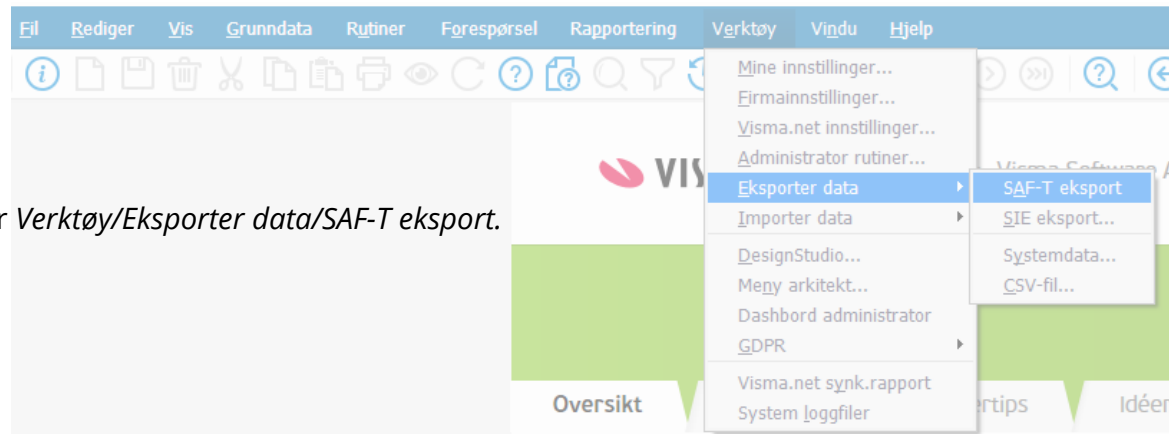 Fil Rediger Vis Grunndata Rutiner Forespørsel Rapportering Verktøy Vindu Hjelp
Mine innstillinger...
Firmainnstillinger...
Visma.net innstillinger...
Administrator rutiner...
Eksporter data
Importer data
DesignStudio...
Meny arkitekt...
Dashbord administrator
GDPR
Visma.net synk.rapport
System loggfiler
SAF-T eksport
SIE eksport...
Systemdata...
CSV-fil...
Verktøy/Eksporter data/SAF-T eksport.
Visma Software
Oversikt